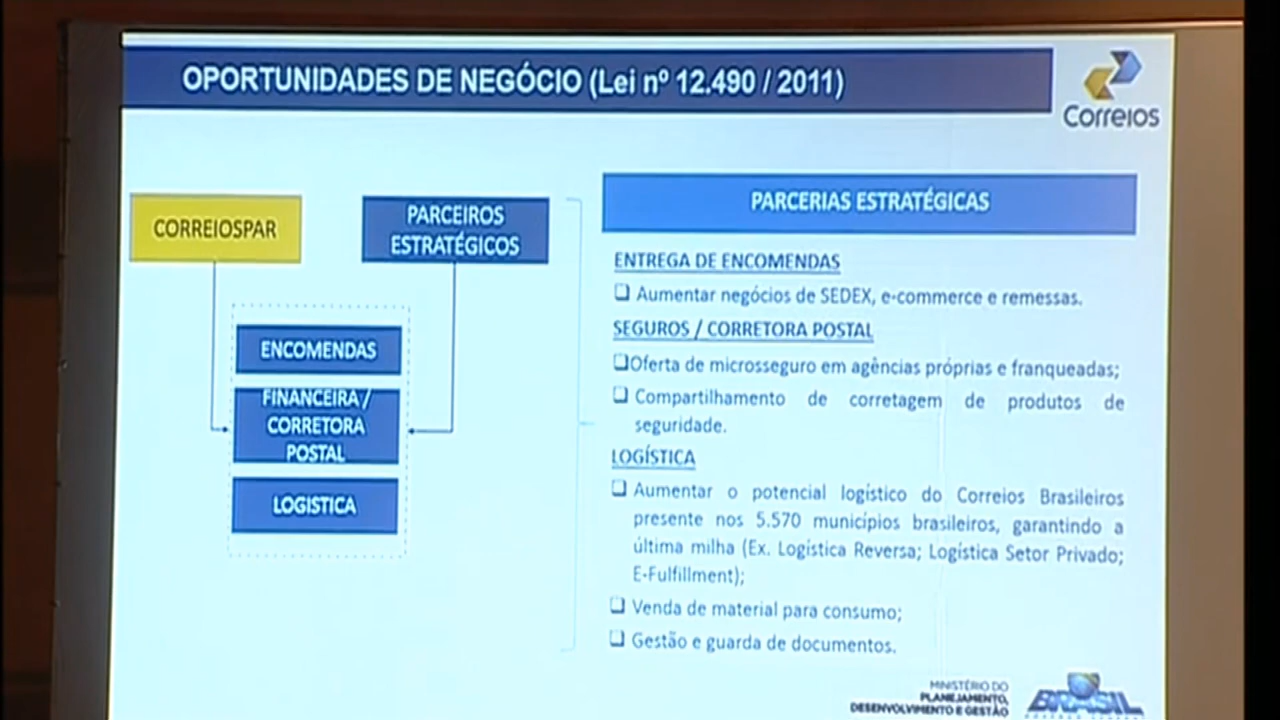 OPORTUNIDADES DE NEGÓCIO (Lei nº 12.490 / 2011)
Correios
CORREIOSPAR
PARCEIROS
ESTRATÉGICOS
ENCOMENDAS
FINANCEIRA /
CORRETORA
POSTAL
LOGÍSTICA
PARCERIAS ESTRATÉGICAS
ENTREGA DE ENCOMENDAS
❑ Aumentar negócios de SEDEX, e-commerce e remessas.
SEGUROS / CORRETORA POSTAL
❑Oferta de microsseguro em agências próprias e franqueadas;
❑ Compartilhamento de corretagem de produtos de
seguridade.
LOGÍSTICA
❑ Aumentar o potencial logístico do Correios Brasileiros
presente nos 5.570 municípios brasileiros, garantindo a
última milha (Ex. Logística Reversa; Logística Setor Privado;
E-Fulfillment);
❑ Venda de material para consumo;
❑ Gestão e guarda de documentos.
MINISTÉRIO DO
PLANEJAMENTO,
DESENVOLVIMENTO E GESTÃO
BRASIL